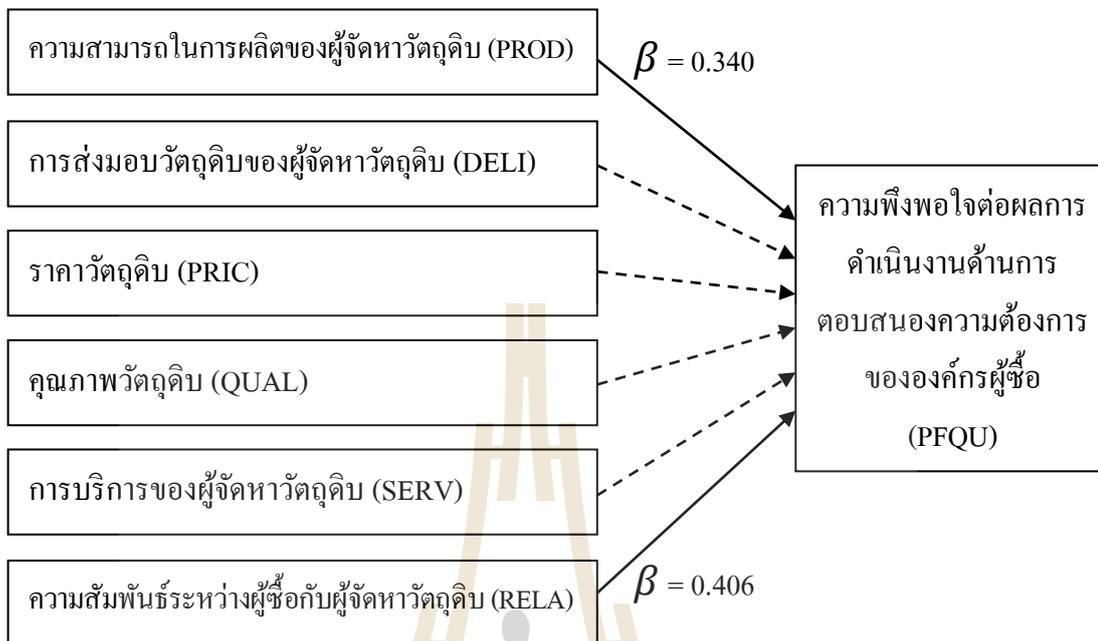 ความสามารถในการผลิตของผู้จัดหาวัตถุดิบ (PROD)
β = 0.340
การส่งมอบวัตถุดิบของผู้จัดหาวัตถุดิบ (DELI)
ราคาวัตถุดิบ (PRIC)
คุณภาพวัตถุดิบ (QUAL)
การบริการของผู้จัดหาวัตถุดิบ (SERV)
ความสัมพันธ์ระหว่างผู้ซื้อกับผู้จัดหาวัตถุดิบ (RELA)
β = 0.406
ความพึงพอใจต่อผลการ
ดำเนินงานด้านการ
ตอบสนองความต้องการ
ขององค์กรผู้ซื้อ
(PFQU)